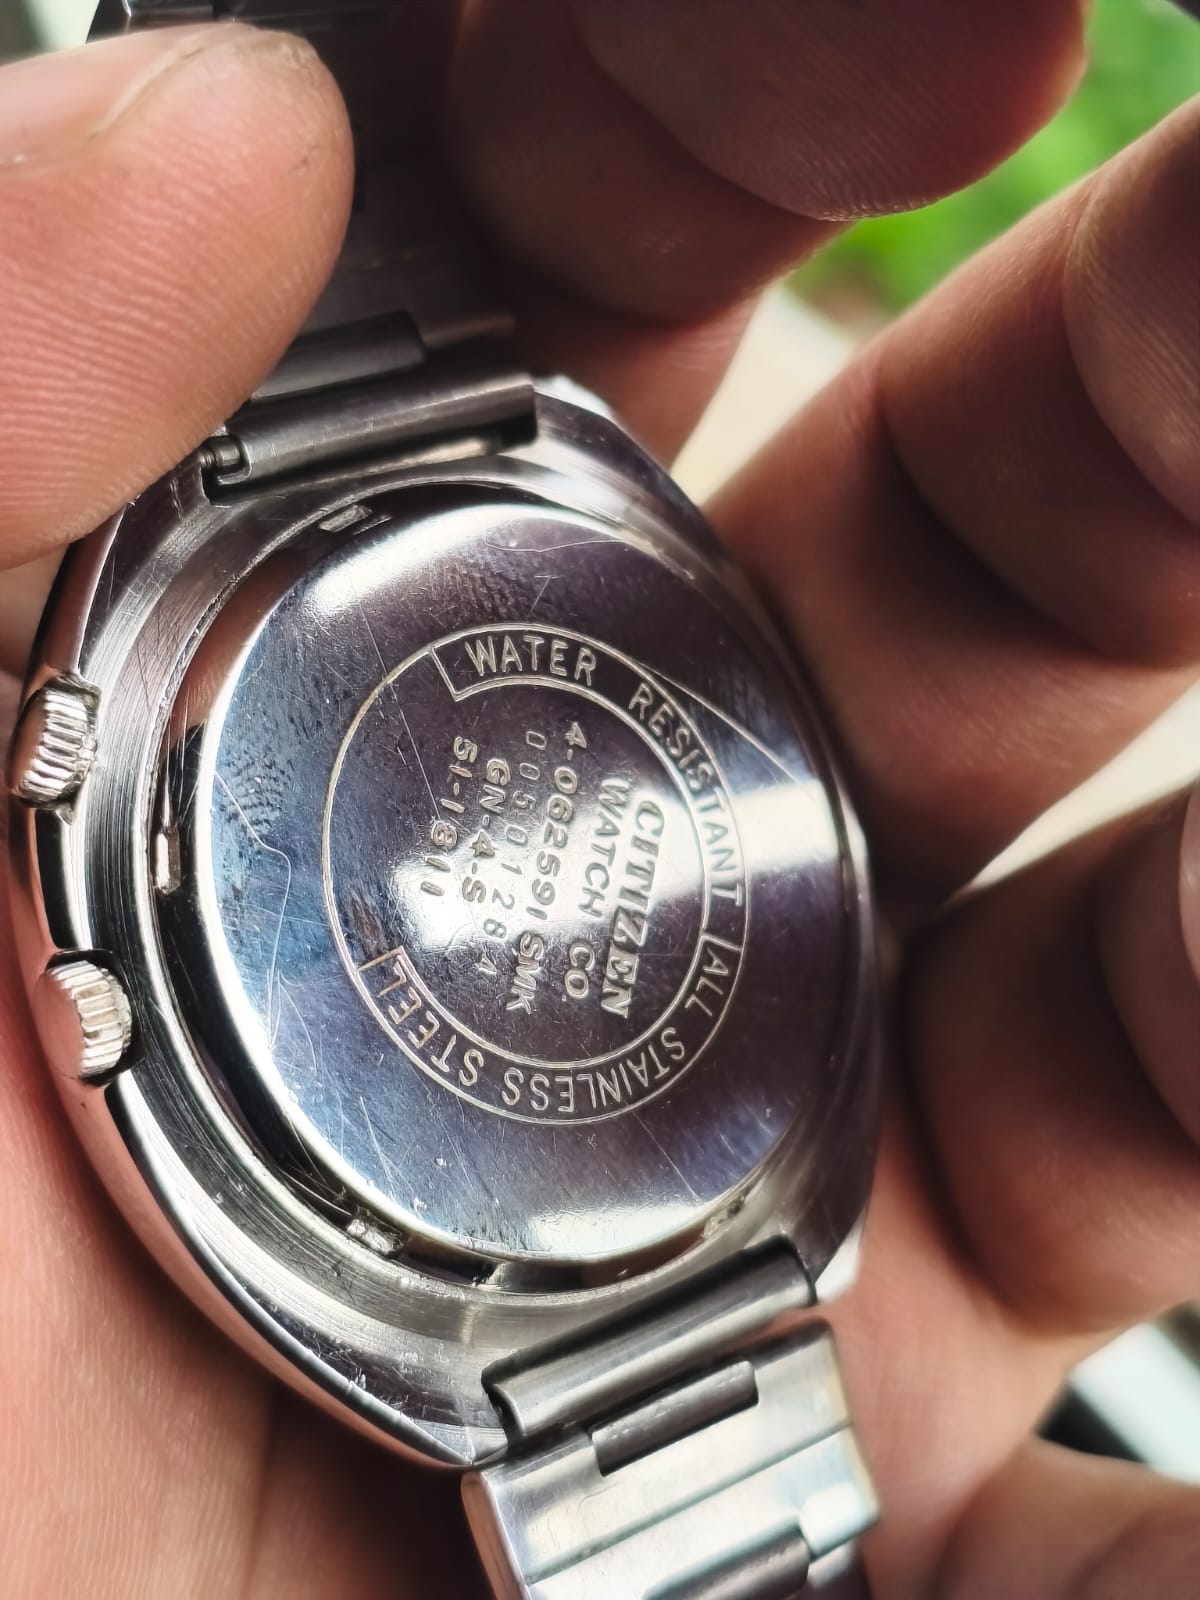 WATER RESISTANT
ALL STAINLESS STEEL
CITIZEN
WATCH CO.
4-062591 SMK
00501284
GN-4-S
51-1811